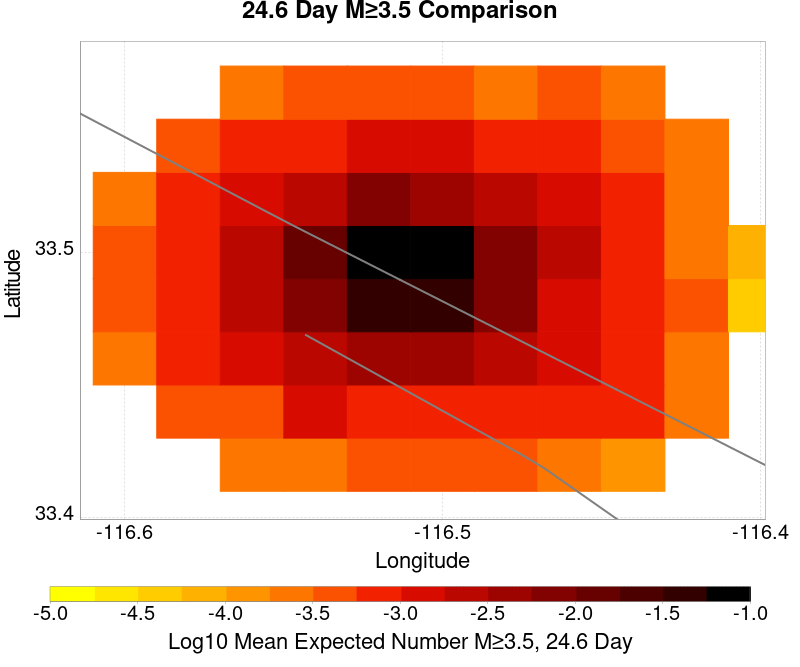 24.6 Day M≥3.5 Comparison
Latitude
33.5
33.4
-116.6 -116.5 -116.4
Longitude
-5.0 -4.5 -4.0 -3.5 -3.0 -2.5 -2.0 -1.5 -1.0
Log10 Mean Expected Number M≥3.5, 24.6 Day